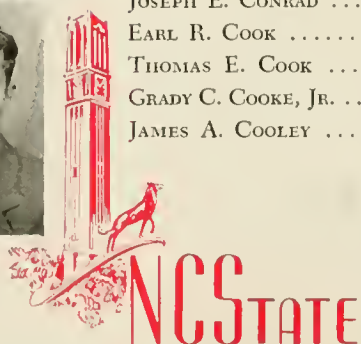 JOSEPH E. CONRAD ...
EARL R. COOK ......
THOMAS E. COOK ...
GRADY C. COOKE, JR. ...
JAMES A. COOLEY ...
NCSTATE